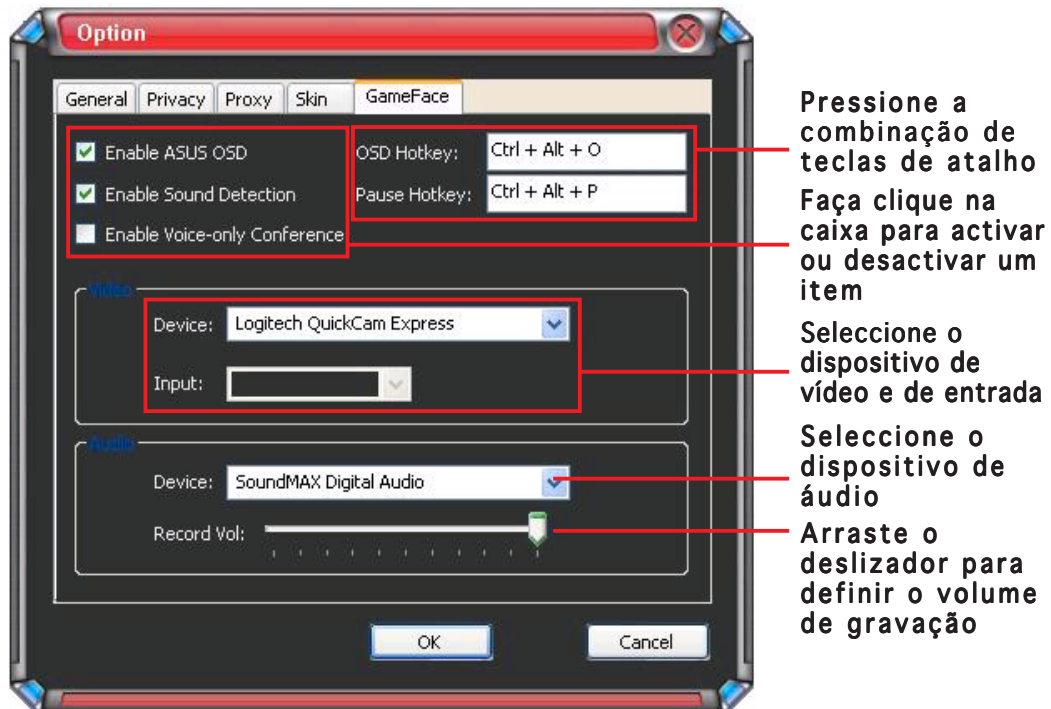 Option
General Privacy Proxy Skin GameFace
Enable ASUS OSD
Enable Sound Detection
Enable Voice-only Conference
OSD Hotkey: Ctrl + Alt + O
Pause Hotkey: Ctrl + Alt + P
Video
Device: Logitech QuickCam Express
Input:
Audio
Device: SoundMAX Digital Audio
Record Vol:
OK Cancel
Pressione a
combinação de
teclas de atalho
Faça clique na
caixa para activar
ou desactivar um
item
Seleccione o
dispositivo de
vídeo e de entrada
Seleccione o
dispositivo de
áudio
Arraste o
deslizador para
definir o volume
de gravação